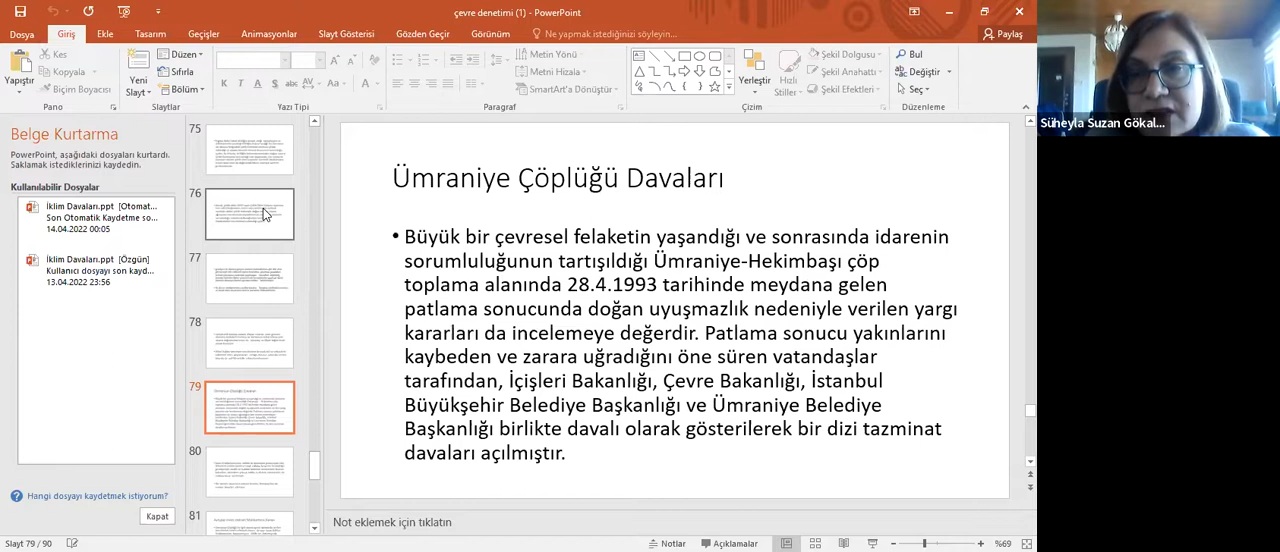 çevre denetimi (1) - PowerPoint
Dosya Giriş Ekle Tasarım Geçişler Animasyonlar Slayt Gösterisi Gözden Geçir Görünüm Ne yapmak istediğinizi söyleyin... Paylaş
Yapıştır
Kes
Kopyala
Biçim Boyacısı
Pano
Yeni
Slayt
Düzen
Sıfırla
Bölüm
Slaytlar
K T A S
Yazı Tipi
Metin Yönü
Metni Hizala
SmartArt'a Dönüştür
Paragraf
Yerleştir
Hızlı
Stiller
Şekil Dolgusu
Şekil Anahattı
Şekil Efektleri
Çizim
Bul
Değiştir
Seç
Düzenleme
Belge Kurtarma
PowerPoint, aşağıdaki dosyaları kurtardı.
Saklamak istediklerinizi kaydedin.
Kullanılabilir Dosyalar
İklim Davaları.ppt [Otomat...
Son Otomatik Kaydetme so...
14.04.2022 00:05
İklim Davaları.ppt [Özgün]
Kullanıcı dosyayı son kayd...
13.04.2022 23:56
Hangi dosyayı kaydetmek istiyorum?
Kapat
75
76
77
78
79
80
81
Ümraniye Çöplüğü Davaları
• Büyük bir çevresel felaketin yaşandığı ve sonrasında idarenin
sorumluluğunun tartışıldığı Ümraniye-Hekimbaşı çöp
toplama alanında 28.4.1993 tarihinde meydana gelen
patlama sonucunda doğan uyuşmazlık nedeniyle verilen yargı
kararları da incelemeye değerdir. Patlama sonucu yakınlarını
kaybeden ve zarara uğradığını öne süren vatandaşlar
tarafından, İçişleri Bakanlığı, Çevre Bakanlığı, İstanbul
Büyükşehir Belediye Başkanlığı ve Ümraniye Belediye
Başkanlığı birlikte davalı olarak gösterilerek bir dizi tazminat
davaları açılmıştır.
Not eklemek için tıklatın
Slayt 79 / 90
Notlar
Açıklamalar
%69
Süheyla Suzan Gökal...